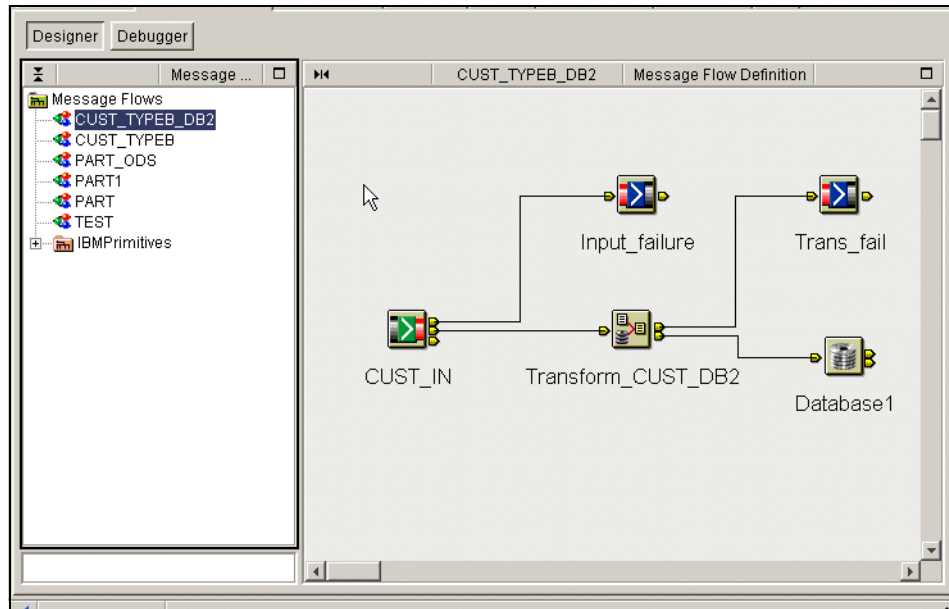 Designer Debugger
Message ... CUST_TYPEB_DB2 Message Flow Definition
Message Flows
CUST_TYPEB_DB2
CUST_TYPEB
PART_ODS
PART1
PART
TEST
IBMPrimitives
Input_failure Trans_fail
CUST_IN Transform_CUST_DB2
Database1